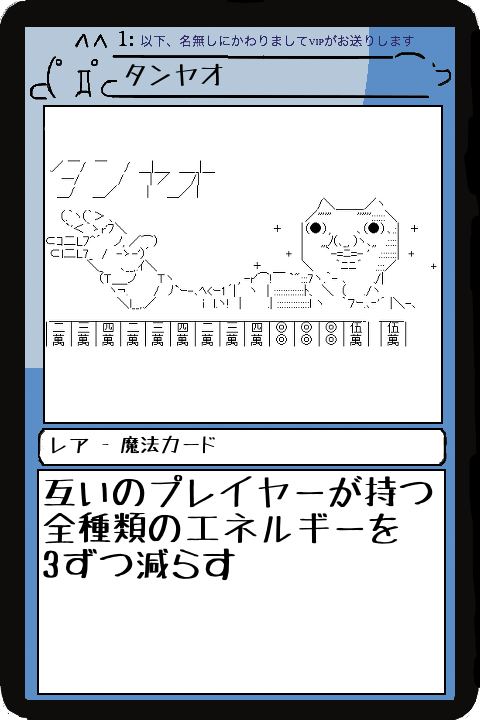 1: 以下、名無しにかわりましてVIPがお送りします
タンヤオ
タンヤオ
二萬 三萬 四萬 二萬 三萬 四萬 二萬 三萬 四萬 ◎◎ ◎◎ ◎◎ 伍萬 伍萬
レア - 魔法カード
互いのプレイヤーが持つ
全種類のエネルギーを
3ずつ減らす